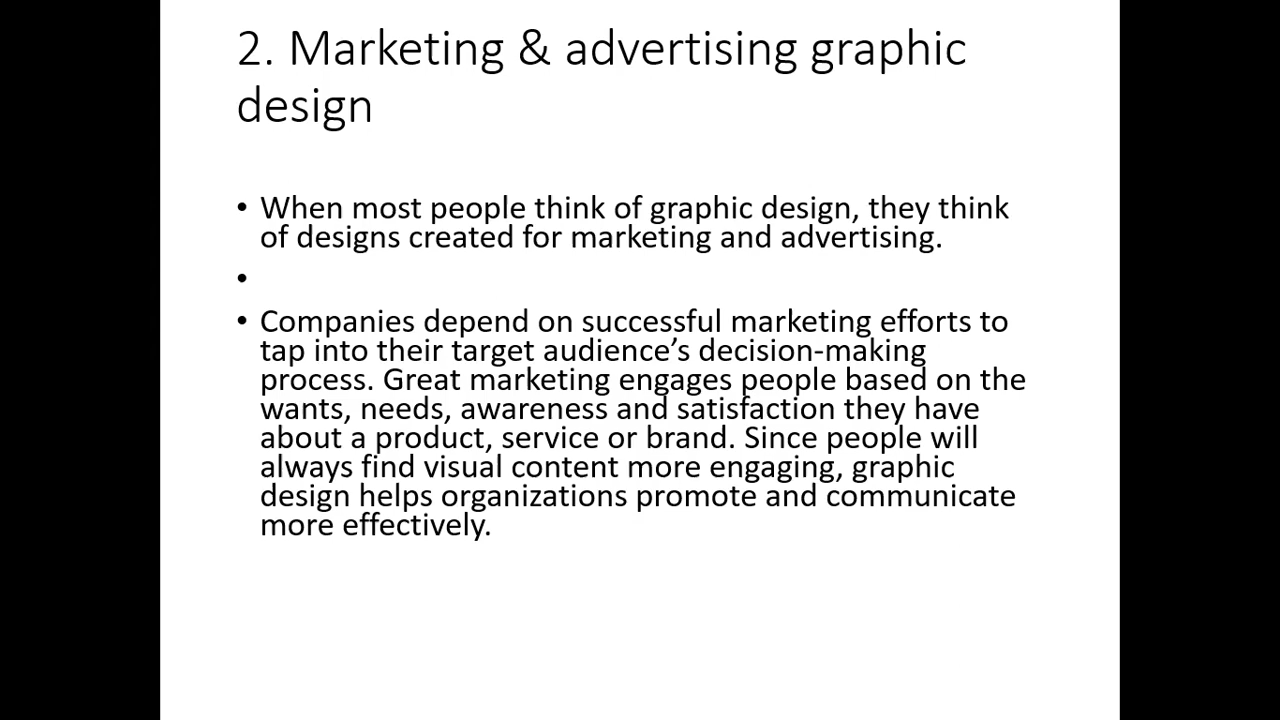 2. Marketing & advertising graphic
design
• When most people think of graphic design, they think
of designs created for marketing and advertising.
•
• Companies depend on successful marketing efforts to
tap into their target audience’s decision-making
process. Great marketing engages people based on the
wants, needs, awareness and satisfaction they have
about a product, service or brand. Since people will
always find visual content more engaging, graphic
design helps organizations promote and communicate
more effectively.